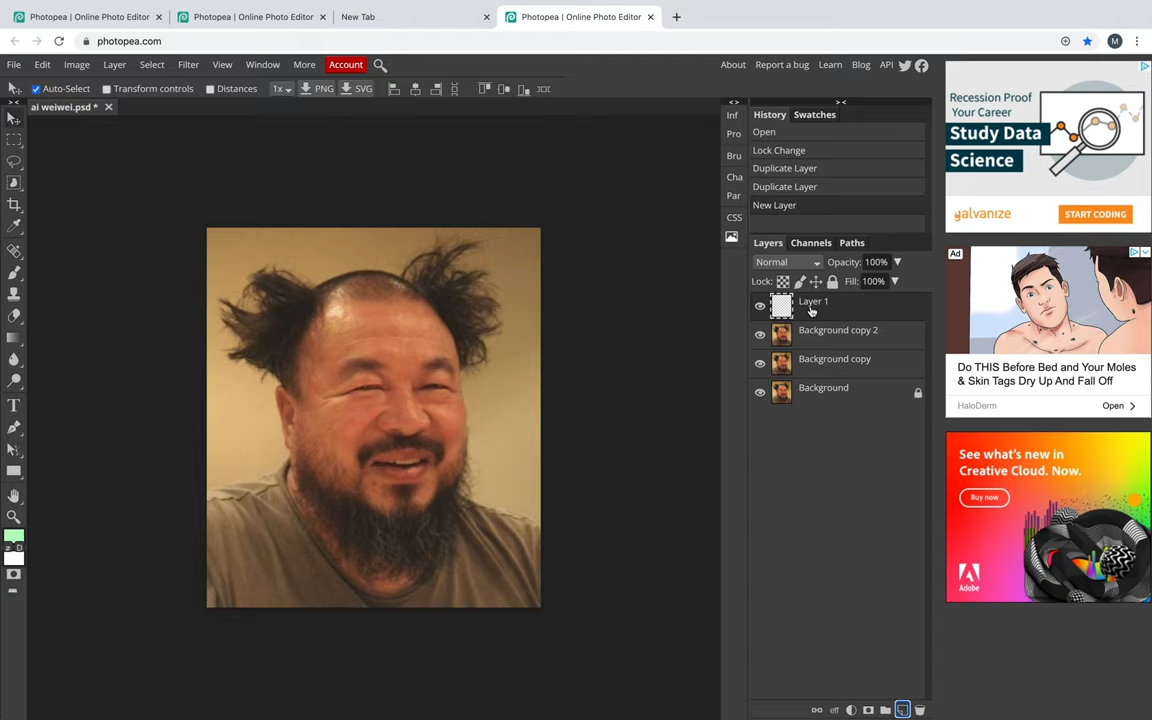 Photopea | Online Photo Editor
Photopea | Online Photo Editor
New Tab
Photopea | Online Photo Editor
photopea.com
M
File Edit Image Layer Select Filter View Window More Account
About Report a bug Learn Blog API
Auto-Select Transform controls Distances 1x PNG SVG
ai weiwei.psd *
Inf
Pro
Bru
Cha
Par
CSS
History Swatches
Open
Lock Change
Duplicate Layer
Duplicate Layer
New Layer
Layers Channels Paths
Normal Opacity: 100%
Lock: Fill: 100%
Layer 1
Background copy 2
Background copy
Background
D
eff
Recession Proof
Your Career
Study Data
Science
galvanize START CODING
Ad
Do THIS Before Bed and Your Moles
& Skin Tags Dry Up And Fall Off
HaloDerm Open
See what's new in
Creative Cloud. Now.
Buy now
Adobe